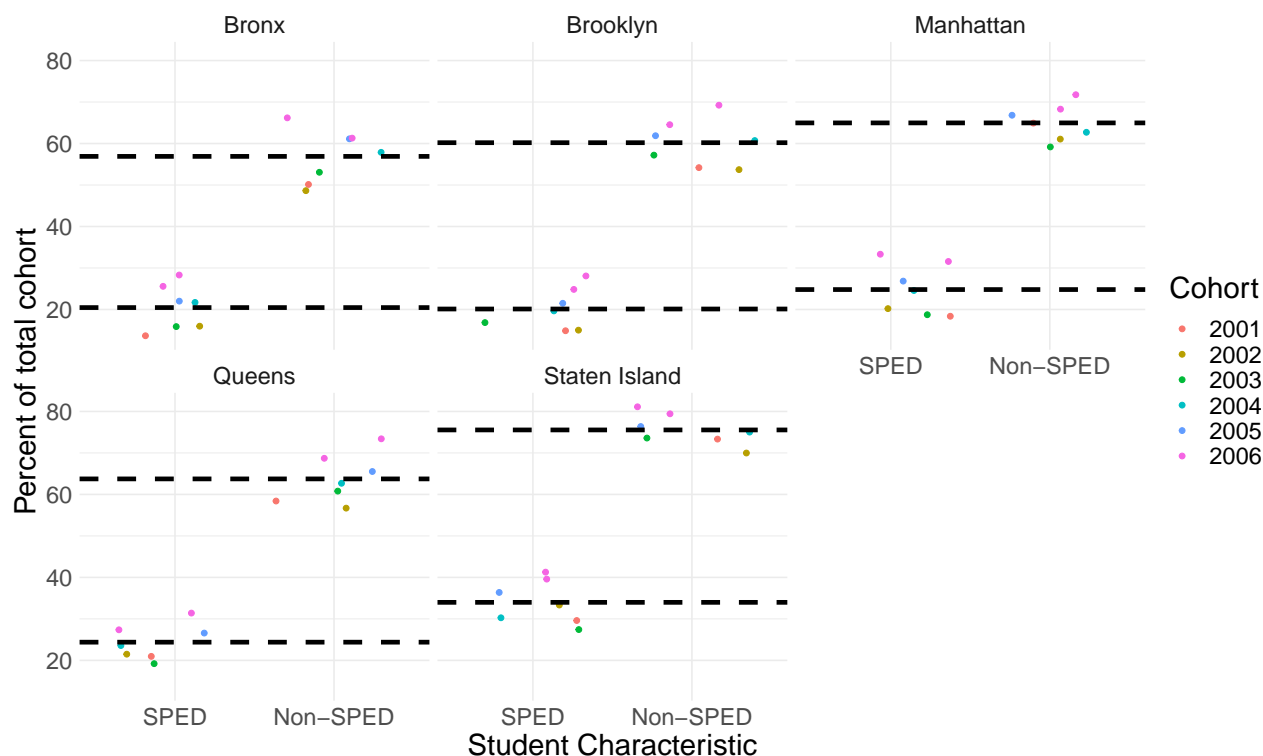 Bronx
Brooklyn
Manhattan
80
60
40
20
SPED
Non−SPED
Queens
Staten Island
80
60
40
20
SPED
Non−SPED
SPED
Non−SPED
Percent of total cohort
Student Characteristic
Cohort
2001
2002
2003
2004
2005
2006